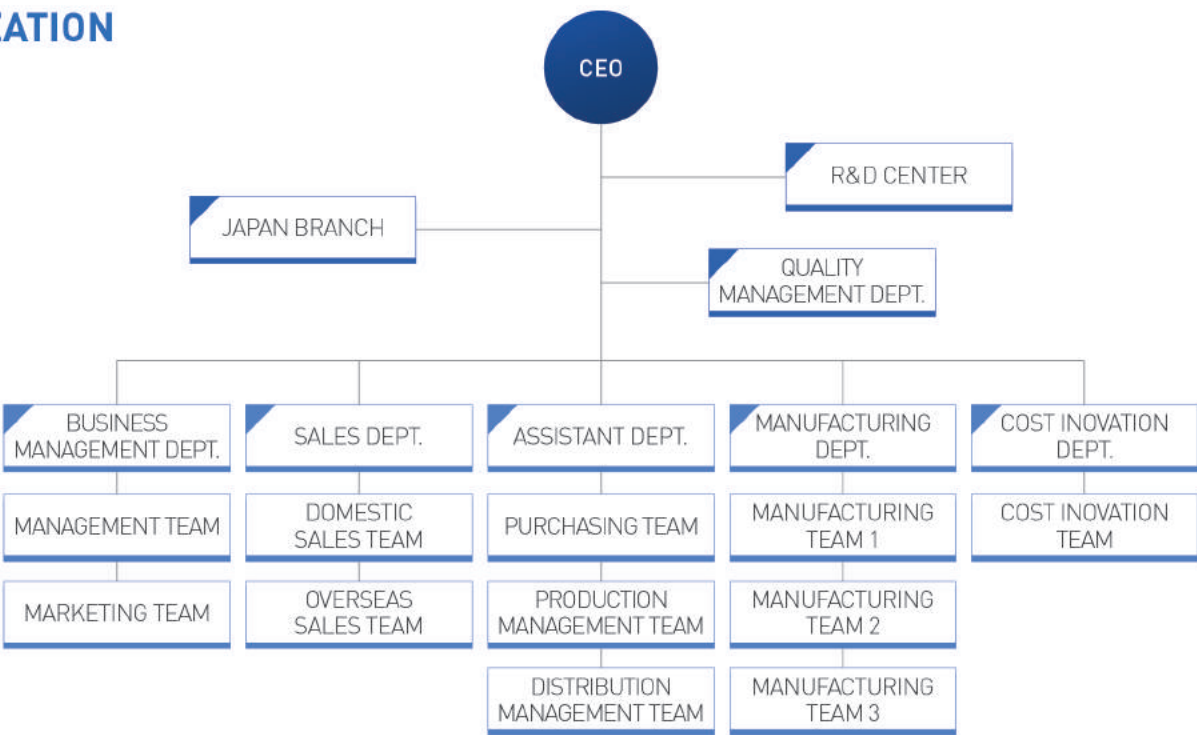 CEO
R&D CENTER
JAPAN BRANCH
QUALITY
MANAGEMENT DEPT.
BUSINESS
MANAGEMENT DEPT.
SALES DEPT.
ASSISTANT DEPT.
MANUFACTURING
DEPT.
COST INOVATION
DEPT.
MANAGEMENT TEAM
DOMESTIC
SALES TEAM
PURCHASING TEAM
MANUFACTURING
TEAM 1
COST INOVATION
TEAM
MARKETING TEAM
OVERSEAS
SALES TEAM
PRODUCTION
MANAGEMENT TEAM
MANUFACTURING
TEAM 2
DISTRIBUTION
MANAGEMENT TEAM
MANUFACTURING
TEAM 3